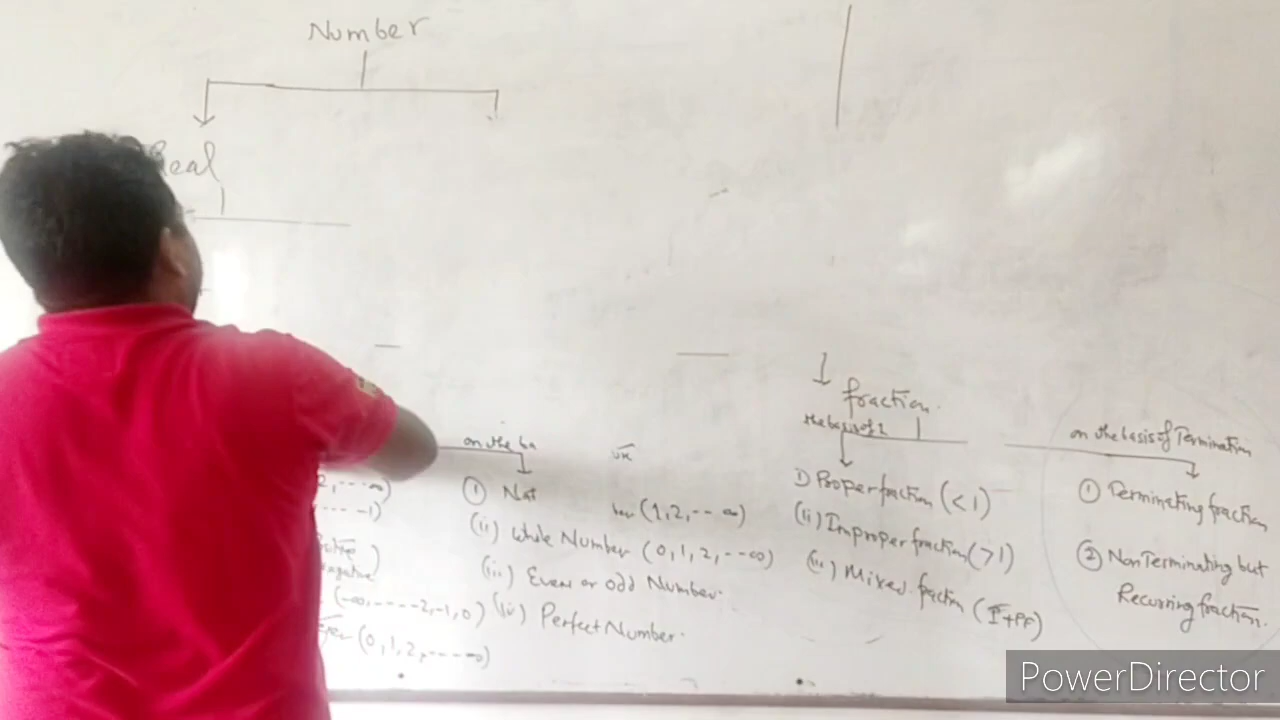 Number
Real
fraction.
the basis of 1
on the basis of Termination
on the ba
1) Proper fraction (<1)
(ii) Improper fraction (>1)
(iii) Mixed fraction (I+PF)
① Terminating fraction
② Non Terminating but
Recurring fraction.
① Nat ber (1,2,-- ∞)
(ii) Whole Number (0,1,2,---∞)
(iii) Even or odd Number.
(iv) Perfect Number.
2,----∞)
---- -1)
(-∞,-----2,-1,0)
(0,1,2,-----∞)
PowerDirector